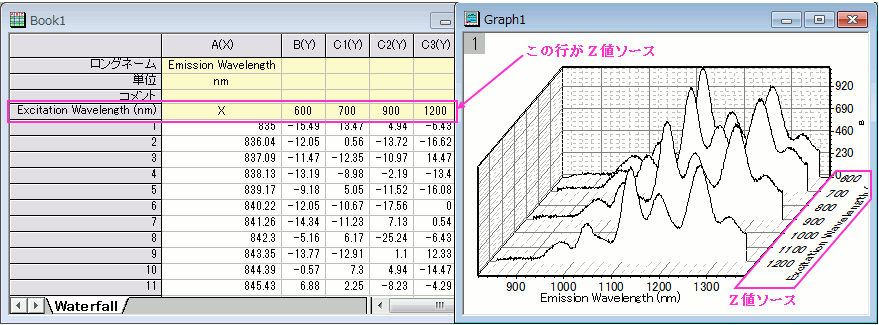 Book1
A(X) B(Y) C1(Y) C2(Y) C3(Y)
ロングネーム Emission Wavelength
単位 nm
コメント
Excitation Wavelength (nm) X 600 700 900 1200
1 835 -15.49 13.47 4.94 -6.43
2 836.04 -12.05 0.56 -13.72 -16.62
3 837.09 -11.47 -12.35 -10.97 14.47
4 838.13 -13.19 -8.98 -2.19 -13.4
5 839.17 -9.18 5.05 -11.52 -16.08
6 840.22 -12.05 -10.67 -17.56 0
7 841.26 -14.34 -11.23 7.13 0.54
8 842.3 -5.16 6.17 -25.24 -6.43
9 843.35 -13.77 -12.91 1.1 12.33
10 844.39 -0.57 7.3 4.94 -14.47
11 845.43 6.88 2.25 -8.23 -4.29
Waterfall
Graph1
1
この行がZ値ソース
920
690
460
230
0
B
600
700
800
900
1000
1100
1200
Excitation Wavelength
900 1000 1100 1200 1300
Emission Wavelength (nm)
Z値ソース